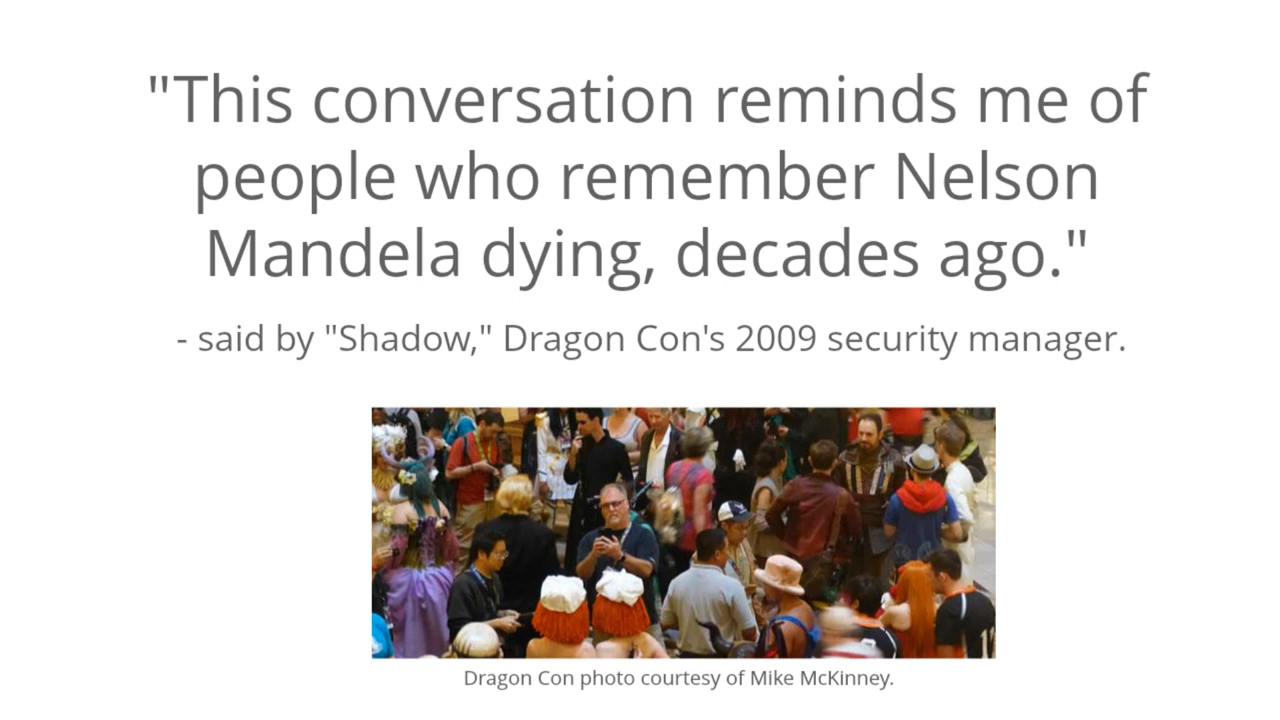 "This conversation reminds me of
people who remember Nelson
Mandela dying, decades ago."
- said by "Shadow," Dragon Con's 2009 security manager.
Dragon Con photo courtesy of Mike McKinney.